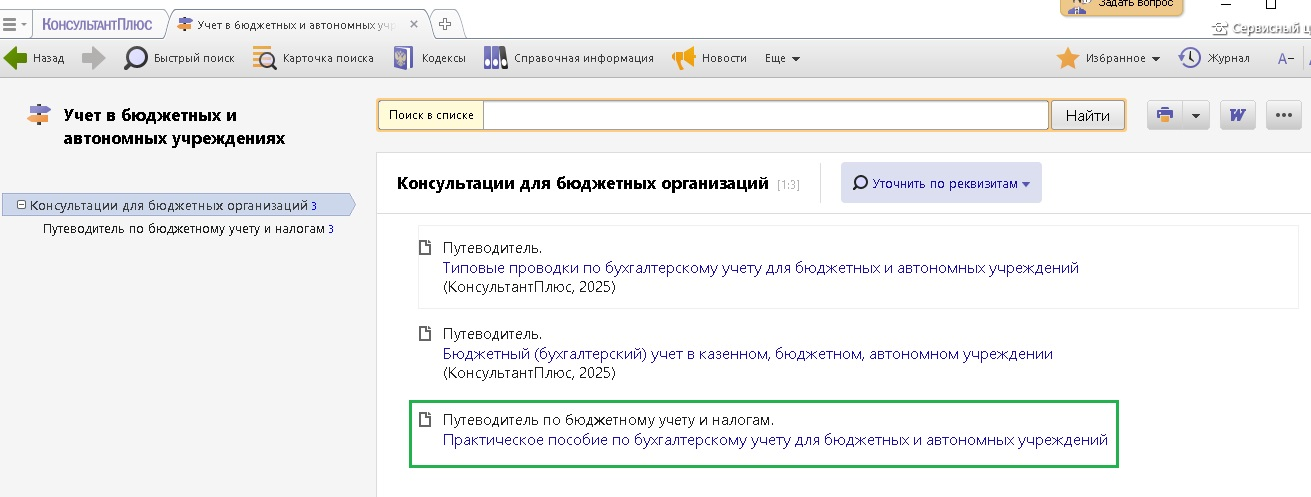 Задать вопрос
КонсультантПлюс
Учет в бюджетных и автономных учр
Сервисный ц
Назад
Быстрый поиск
Карточка поиска
Кодексы
Справочная информация
Новости
Еще
Избранное
Журнал
А−
Учет в бюджетных и
автономных учреждениях
Поиск в списке
Найти
W
Консультации для бюджетных организаций 3
Путеводитель по бюджетному учету и налогам 3
Консультации для бюджетных организаций [1:3]
Уточнить по реквизитам
Путеводитель.
Типовые проводки по бухгалтерскому учету для бюджетных и автономных учреждений
(КонсультантПлюс, 2025)
Путеводитель.
Бюджетный (бухгалтерский) учет в казенном, бюджетном, автономном учреждении
(КонсультантПлюс, 2025)
Путеводитель по бюджетному учету и налогам.
Практическое пособие по бухгалтерскому учету для бюджетных и автономных учреждений